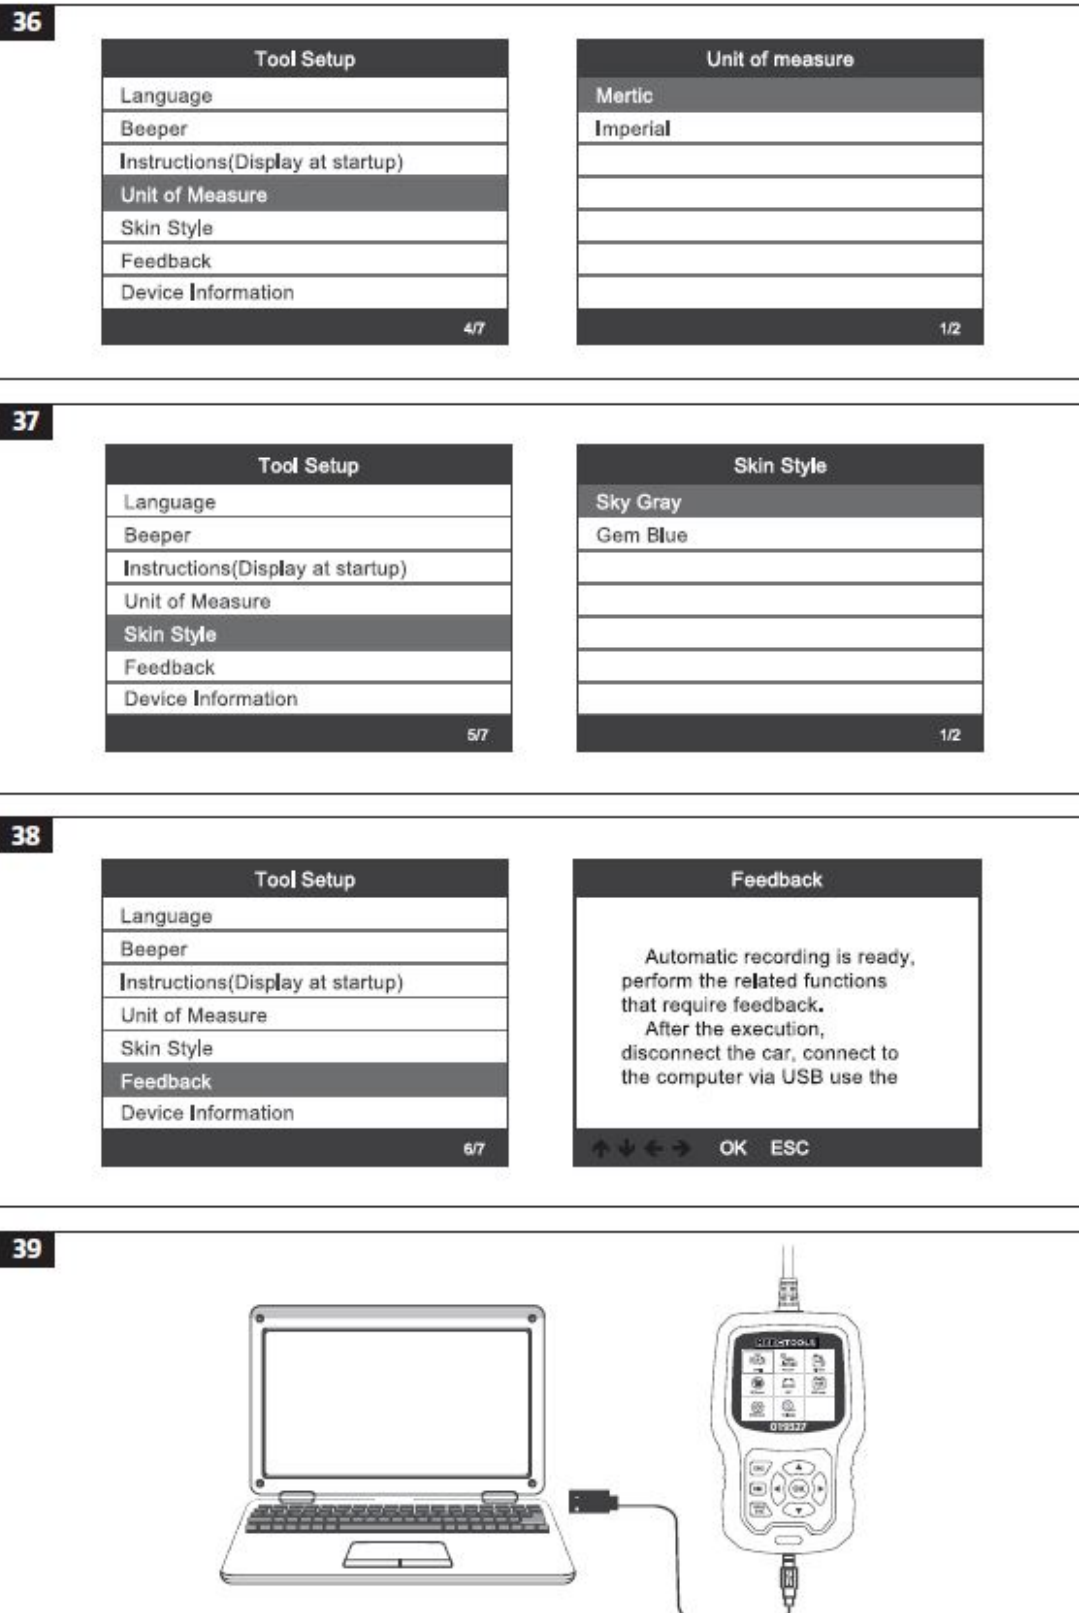 36
Tool Setup
Language
Beeper
Instructions(Display at startup)
Unit of Measure
Skin Style
Feedback
Device Information
4/7
Unit of measure
Mertic
Imperial
1/2
37
Tool Setup
Language
Beeper
Instructions(Display at startup)
Unit of Measure
Skin Style
Feedback
Device Information
5/7
Skin Style
Sky Gray
Gem Blue
1/2
38
Tool Setup
Language
Beeper
Instructions(Display at startup)
Unit of Measure
Skin Style
Feedback
Device Information
6/7
Feedback
Automatic recording is ready,
perform the related functions
that require feedback.
After the execution,
disconnect the car, connect to
the computer via USB use the
OK ESC
39
019327
OK